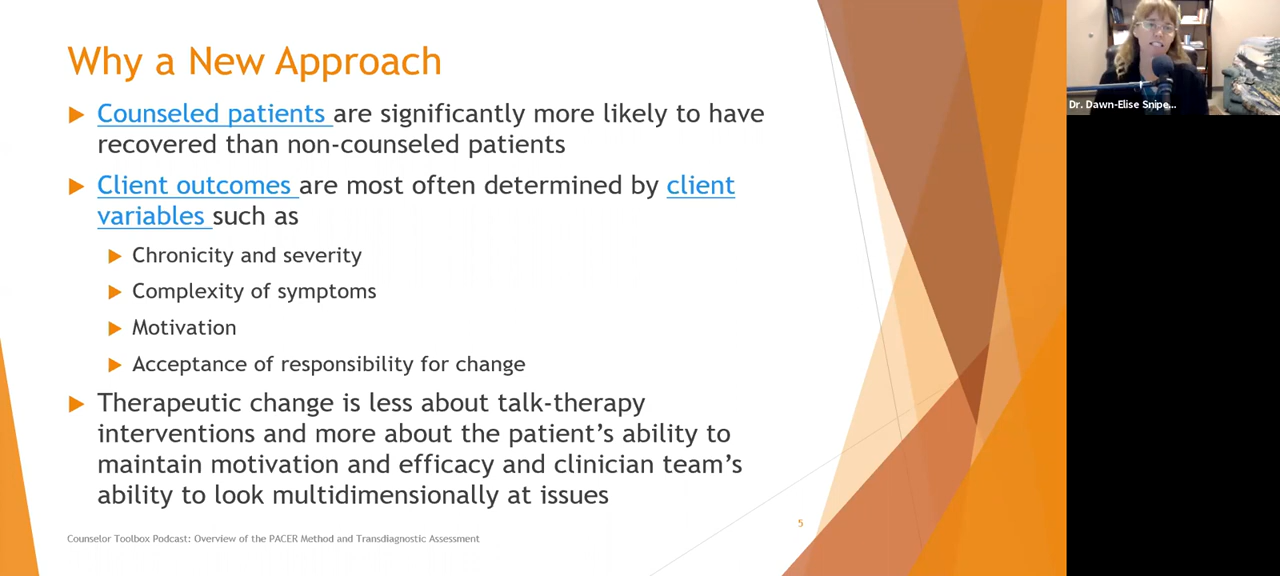 Why a New Approach
Counseled patients are significantly more likely to have
recovered than non-counseled patients
Client outcomes are most often determined by client
variables such as
Chronicity and severity
Complexity of symptoms
Motivation
Acceptance of responsibility for change
Therapeutic change is less about talk-therapy
interventions and more about the patient's ability to
maintain motivation and efficacy and clinician team's
ability to look multidimensionally at issues
5
Counselor Toolbox Podcast: Overview of the PACER Method and Transdiagnostic Assessment
Dr. Dawn-Elise Snipe...